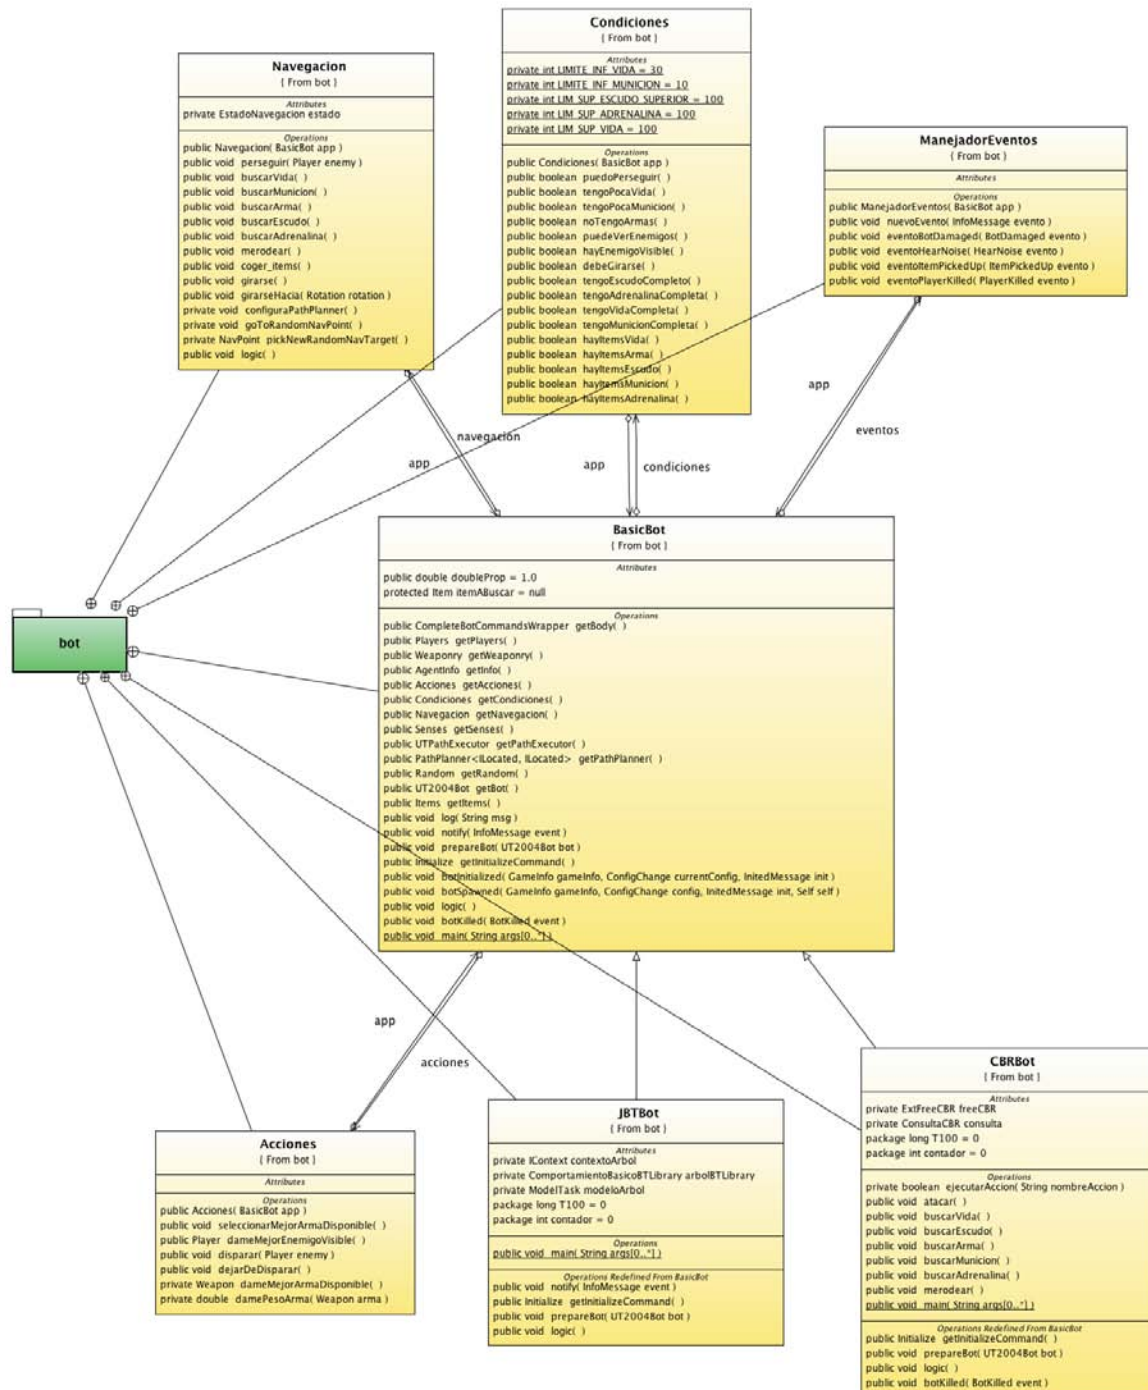 Condiciones
{ From bot }
Attributes
private int LIMITE_INF_VIDA = 30
private int LIMITE_INF_MUNICION = 10
private int LIM_SUP_ESCUDO_SUPERIOR = 100
private int LIM_SUP_ADRENALINA = 100
private int LIM_SUP_VIDA = 100
Operations
public Condiciones( BasicBot app )
public boolean puedoPerseguir( )
public boolean tengoPocaVida( )
public boolean tengoPocaMunicion( )
public boolean noTengoArmas( )
public boolean puedeVerEnemigos( )
public boolean hayEnemigoVisible( )
public boolean debeGirarse( )
public boolean tengoEscudoCompleto( )
public boolean tengoAdrenalinaCompleta( )
public boolean tengoVidaCompleta( )
public boolean tengoMunicionCompleta( )
public boolean hayItemsVida( )
public boolean hayItemsArma( )
public boolean hayItemsEscudo( )
public boolean hayItemsMunicion( )
public boolean hayItemsAdrenalina( )
Navegacion
{ From bot }
Attributes
private EstadoNavegacion estado
Operations
public Navegacion( BasicBot app )
public void perseguir( Player enemy )
public void buscarVida( )
public void buscarMunicion( )
public void buscarArma( )
public void buscarEscudo( )
public void buscarAdrenalina( )
public void merodear( )
public void coger_items( )
public void girarse( )
public void girarseHacia( Rotation rotation )
private void configuraPathPlanner( )
private void goToRandomNavPoint( )
private NavPoint pickNewRandomNavTarget( )
public void logic( )
ManejadorEventos
{ From bot }
Attributes
Operations
public ManejadorEventos( BasicBot app )
public void nuevoEvento( InfoMessage evento )
public void eventoBotDamaged( BotDamaged evento )
public void eventoHearNoise( HearNoise evento )
public void eventoItemPickedUp( ItemPickedUp evento )
public void eventoPlayerKilled( PlayerKilled evento )
app
eventos
navegacion
app
app
condiciones
bot
BasicBot
{ From bot }
Attributes
public double doubleProp = 1.0
protected Item itemABuscar = null
Operations
public CompleteBotCommandsWrapper getBody( )
public Players getPlayers( )
public Weaponry getWeaponry( )
public AgentInfo getInfo( )
public Acciones getAcciones( )
public Condiciones getCondiciones( )
public Navegacion getNavegacion( )
public Senses getSenses( )
public UTPathExecutor getPathExecutor( )
public PathPlanner<ILocated, ILocated> getPathPlanner( )
public Random getRandom( )
public UT2004Bot getBot( )
public Items getItems( )
public void log( String msg )
public void notify( InfoMessage event )
public void prepareBot( UT2004Bot bot )
public Initialize getInitializeCommand( )
public void botInitialized( GameInfo gameInfo, ConfigChange currentConfig, InitedMessage init )
public void botSpawned( GameInfo gameInfo, ConfigChange config, InitedMessage init, Self self )
public void logic( )
public void botKilled( BotKilled event )
public void main( String args[0..*] )
app
acciones
Acciones
{ From bot }
Attributes
Operations
public Acciones( BasicBot app )
public void seleccionarMejorArmaDisponible( )
public Player dameMejorEnemigoVisible( )
public void disparar( Player enemy )
public void dejarDeDisparar( )
private Weapon dameMejorArmaDisponible( )
private double damePesoArma( Weapon arma )
JBTBot
{ From bot }
Attributes
private IContext contextoArbol
private ComportamientoBasicoBTLibrary arbolBTLibrary
private ModelTask modeloArbol
package long T100 = 0
package int contador = 0
Operations
public void main( String args[0..*] )
Operations Redefined From BasicBot
public void notify( InfoMessage event )
public Initialize getInitializeCommand( )
public void prepareBot( UT2004Bot bot )
public void logic( )
CBRBot
{ From bot }
Attributes
private ExtFreeCBR freeCBR
private ConsultaCBR consulta
package long T100 = 0
package int contador = 0
Operations
private boolean ejecutarAccion( String nombreAccion )
public void atacar( )
public void buscarVida( )
public void buscarEscudo( )
public void buscarArma( )
public void buscarMunicion( )
public void buscarAdrenalina( )
public void merodear( )
public void main( String args[0..*] )
Operations Redefined From BasicBot
public Initialize getInitializeCommand( )
public void prepareBot( UT2004Bot bot )
public void logic( )
public void botKilled( BotKilled event )